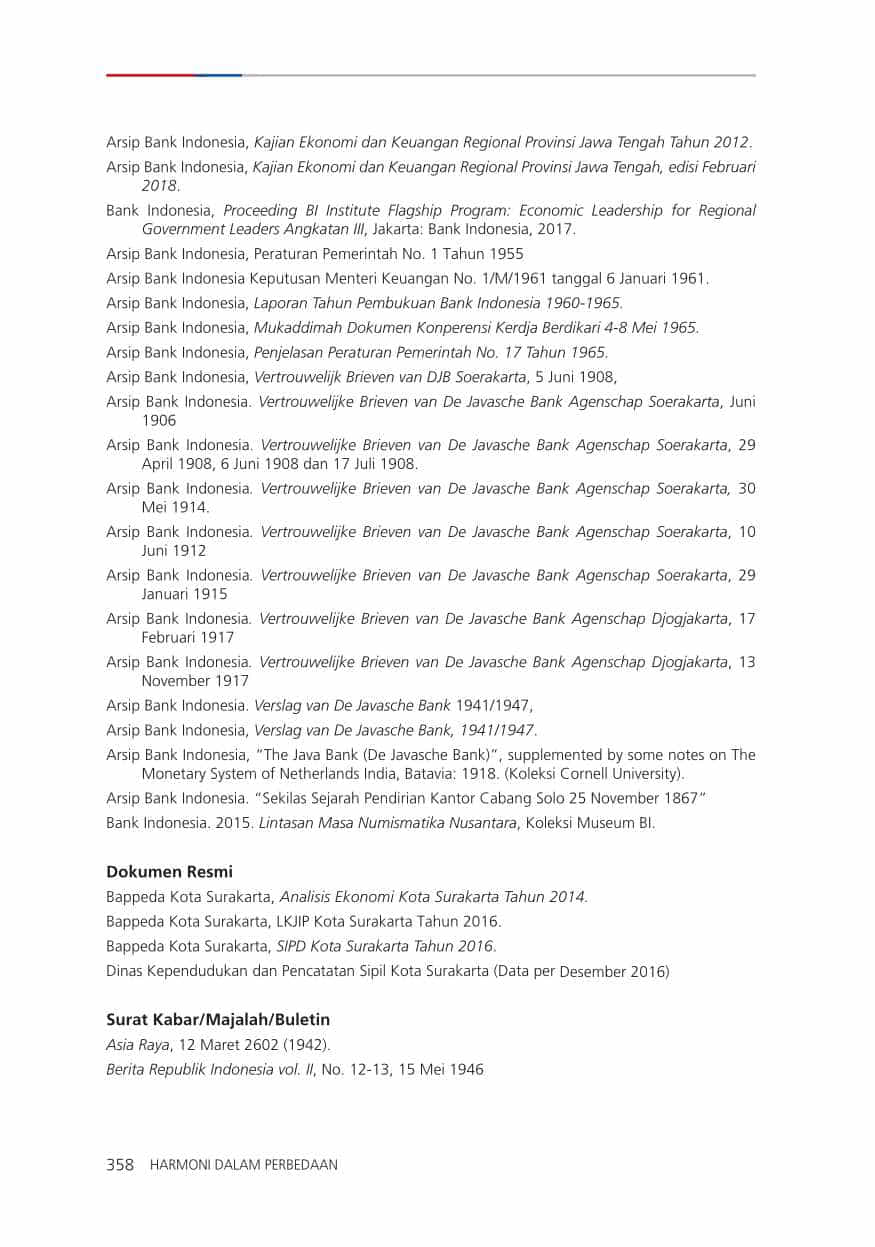 Arsip Bank Indonesia, Kajian Ekonomi dan Keuangan Regional Provinsi Jawa Tengah Tahun 2012.
Arsip Bank Indonesia, Kajian Ekonomi dan Keuangan Regional Provinsi Jawa Tengah, edisi Februari
2018.
Bank Indonesia, Proceeding BI Institute Flagship Program: Economic Leadership for Regional
Government Leaders Angkatan III, Jakarta: Bank Indonesia, 2017.
Arsip Bank Indonesia, Peraturan Pemerintah No. 1 Tahun 1955
Arsip Bank Indonesia Keputusan Menteri Keuangan No. 1/M/1961 tanggal 6 Januari 1961.
Arsip Bank Indonesia, Laporan Tahun Pembukuan Bank Indonesia 1960-1965.
Arsip Bank Indonesia, Mukaddimah Dokumen Konperensi Kerdja Berdikari 4-8 Mei 1965.
Arsip Bank Indonesia, Penjelasan Peraturan Pemerintah No. 17 Tahun 1965.
Arsip Bank Indonesia, Vertrouwelijk Brieven van DJB Soerakarta, 5 Juni 1908,
Arsip Bank Indonesia. Vertrouwelijke Brieven van De Javasche Bank Agenschap Soerakarta, Juni
1906
Arsip Bank Indonesia. Vertrouwelijke Brieven van De Javasche Bank Agenschap Soerakarta, 29
April 1908, 6 Juni 1908 dan 17 Juli 1908.
Arsip Bank Indonesia. Vertrouwelijke Brieven van De Javasche Bank Agenschap Soerakarta, 30
Mei 1914.
Arsip Bank Indonesia. Vertrouwelijke Brieven van De Javasche Bank Agenschap Soerakarta, 10
Juni 1912
Arsip Bank Indonesia. Vertrouwelijke Brieven van De Javasche Bank Agenschap Soerakarta, 29
Januari 1915
Arsip Bank Indonesia. Vertrouwelijke Brieven van De Javasche Bank Agenschap Djogjakarta, 17
Februari 1917
Arsip Bank Indonesia. Vertrouwelijke Brieven van De Javasche Bank Agenschap Djogjakarta, 13
November 1917
Arsip Bank Indonesia. Verslag van De Javasche Bank 1941/1947,
Arsip Bank Indonesia, Verslag van De Javasche Bank, 1941/1947.
Arsip Bank Indonesia, “The Java Bank (De Javasche Bank)”, supplemented by some notes on The
Monetary System of Netherlands India, Batavia: 1918. (Koleksi Cornell University).
Arsip Bank Indonesia. “Sekilas Sejarah Pendirian Kantor Cabang Solo 25 November 1867”
Bank Indonesia. 2015. Lintasan Masa Numismatika Nusantara, Koleksi Museum BI.
Dokumen Resmi
Bappeda Kota Surakarta, Analisis Ekonomi Kota Surakarta Tahun 2014.
Bappeda Kota Surakarta, LKJIP Kota Surakarta Tahun 2016.
Bappeda Kota Surakarta, SIPD Kota Surakarta Tahun 2016.
Dinas Kependudukan dan Pencatatan Sipil Kota Surakarta (Data per Desember 2016)
Surat Kabar/Majalah/Buletin
Asia Raya, 12 Maret 2602 (1942).
Berita Republik Indonesia vol. II, No. 12-13, 15 Mei 1946
358 HARMONI DALAM PERBEDAAN